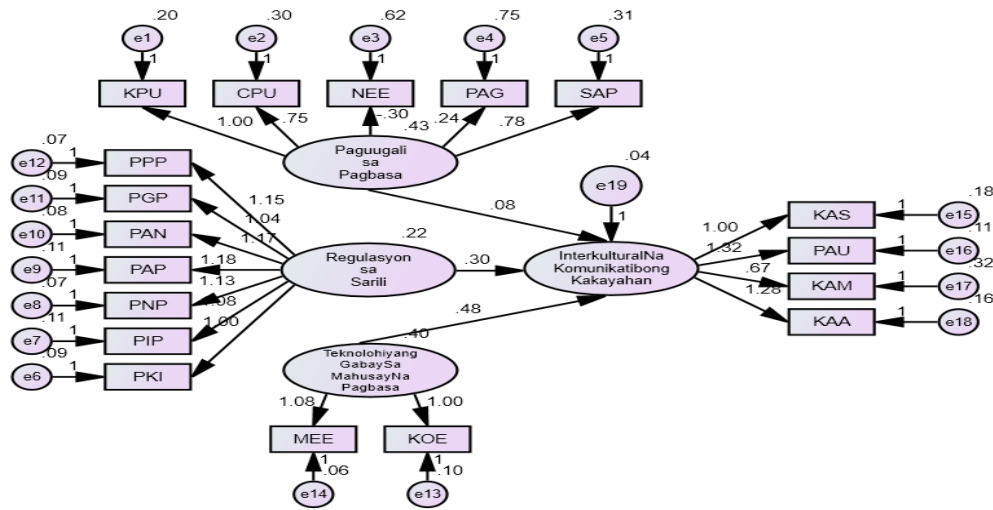 .20 .30 .62 .75 .31
e1 e2 e3 e4 e5
1 1 1 1 1
KPU CPU NEE PAG SAP
1.00 .75 -.30 .24 .78
.43
Paguugali
sa
Pagbasa
.07
e12 1 PPP
.09
e11 1 PGP
.08
e10 1 PAN
.11
e9 1 PAP
.07
e8 1 PNP
.11
e7 1 PIP
.09
e6 1 PKI
1.15
1.04
1.17
1.18
1.13
1.08
1.00
.22
Regulasyon
sa
Sarili
.08
.30
.48
.04
e19
1
InterkulturalNa
Komunikatibong
Kakayahan
1.00
1.32
.67
1.28
KAS 1 e15 .18
PAU 1 e16 .11
KAM 1 e17 .32
KAA 1 e18 .16
.40
Teknolohiyang
GabaySa
MahusayNa
Pagbasa
1.08 1.00
MEE KOE
1 1
.06 .10
e14 e13